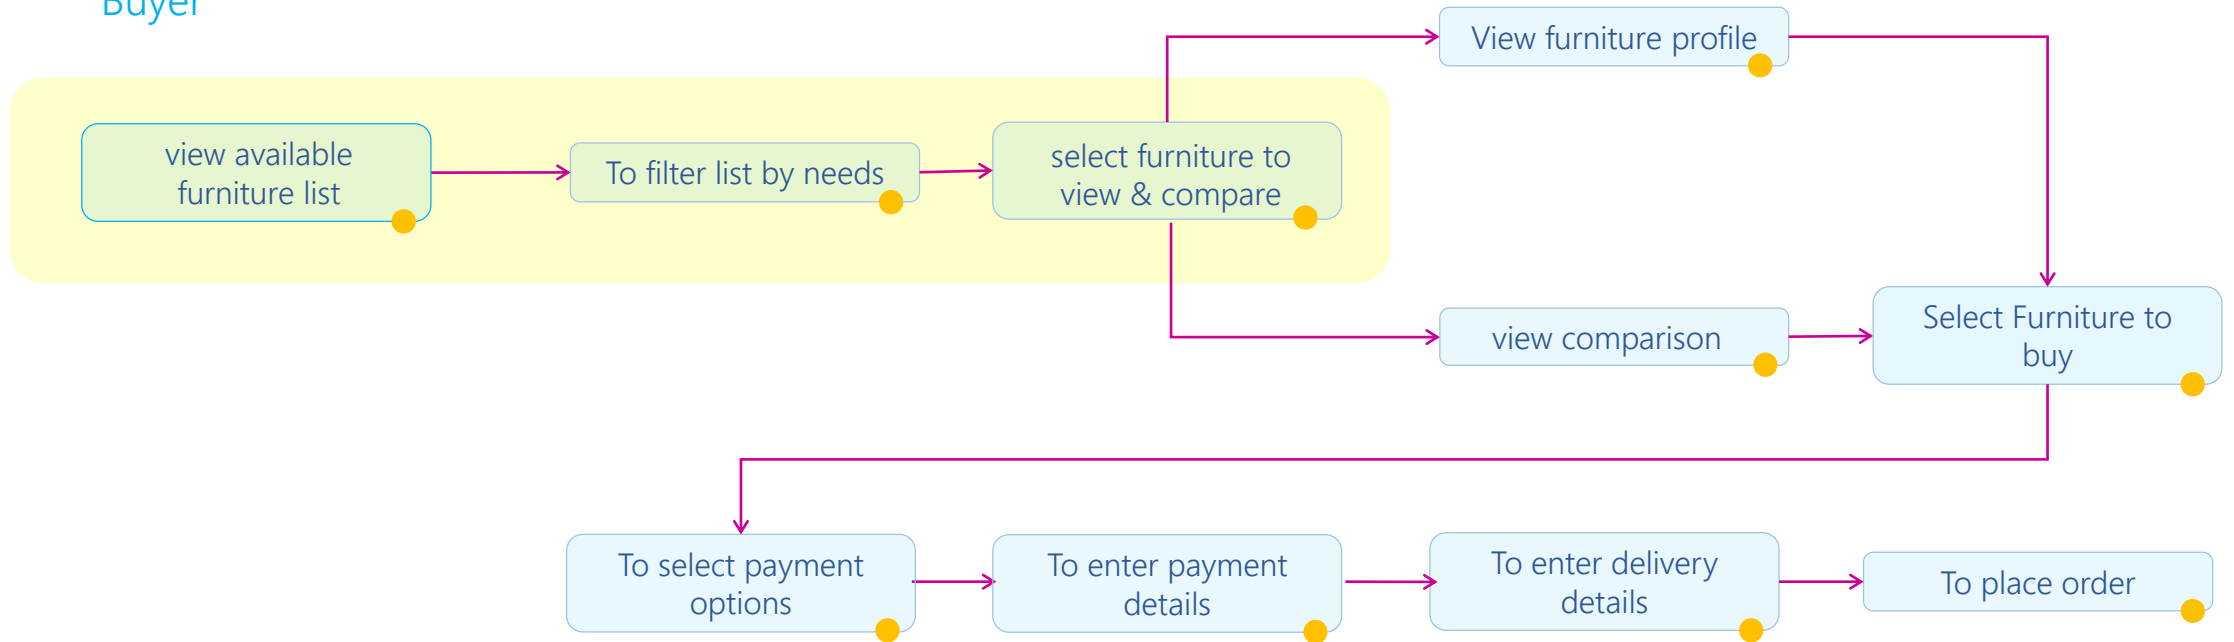 Buyer
View furniture profile
view available
furniture list
To filter list by needs
select furniture to
view & compare
view comparison
Select Furniture to
buy
To select payment
options
To enter payment
details
To enter delivery
details
To place order